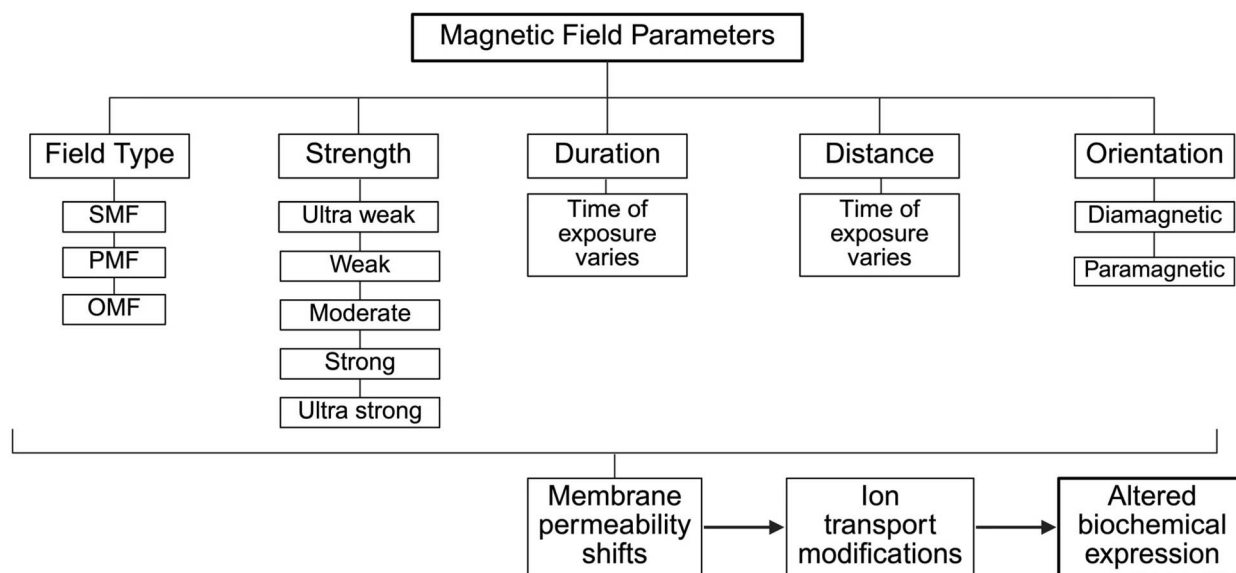 Magnetic Field Parameters
Field Type
SMF
PMF
OMF
Strength
Ultra weak
Weak
Moderate
Strong
Ultra strong
Duration
Time of
exposure
varies
Distance
Time of
exposure
varies
Orientation
Diamagnetic
Paramagnetic
Membrane
permeability
shifts
Ion
transport
modifications
Altered
biochemical
expression